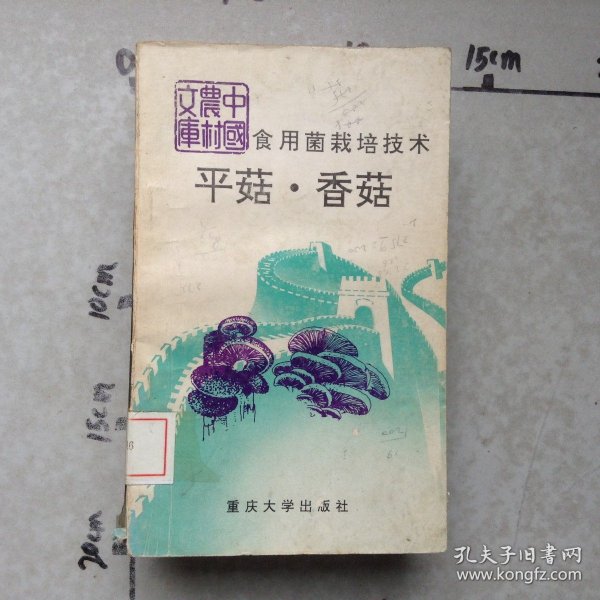 15cm
中國
農村
文庫
食用菌栽培技术
平菇·香菇
10cm
15cm
重庆大学出版社
20cm
孔夫子旧书网
www.kongfz.com